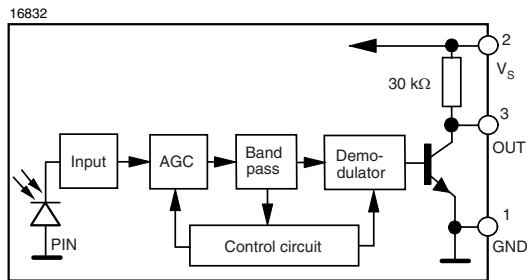 16832
2
V_S
30 kΩ
3
OUT
Input
AGC
Band
pass
Demo-
dulator
1
GND
PIN
Control circuit